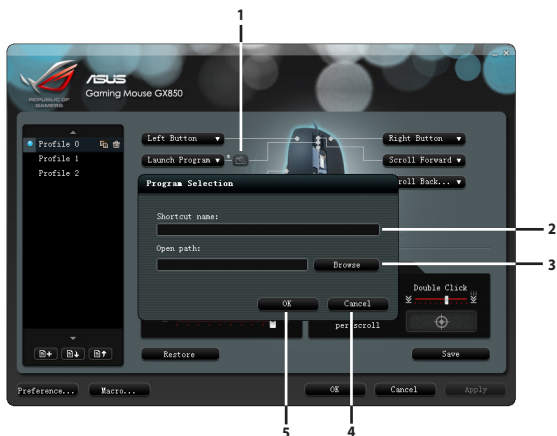 1
REPUBLIC OF
GAMERS
ASUS
Gaming Mouse GX850
Profile 0
Profile 1
Profile 2
Left Button
Right Button
Launch Program
Scroll Forward
roll Back...
Program Selection
Shortcut name:
2
Open path:
Browse
3
Double Click
OK
Cancel
per scroll
Restore
Save
Preference...
Macro...
OK
Cancel
Apply
5
4